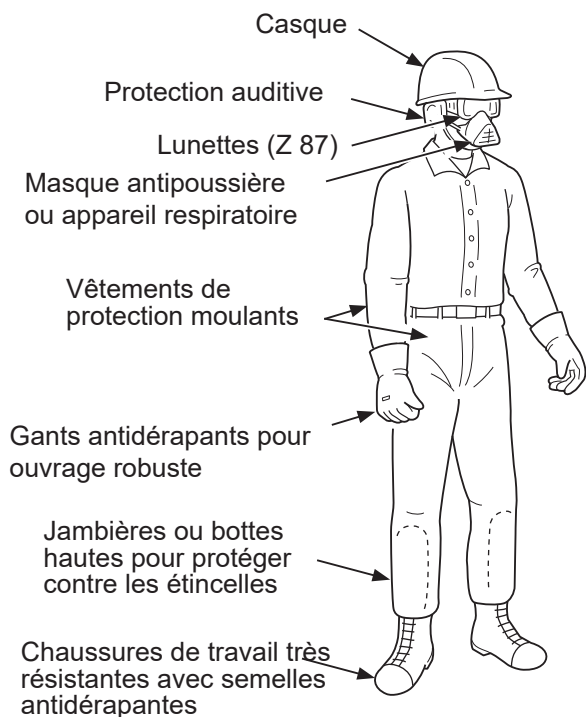 Casque
Protection auditive
Lunettes (Z 87)
Masque antipoussière
ou appareil respiratoire
Vêtements de
protection moulants
Gants antidérapants pour
ouvrage robuste
Jambières ou bottes
hautes pour protéger
contre les étincelles
Chaussures de travail très
résistantes avec semelles
antidérapantes